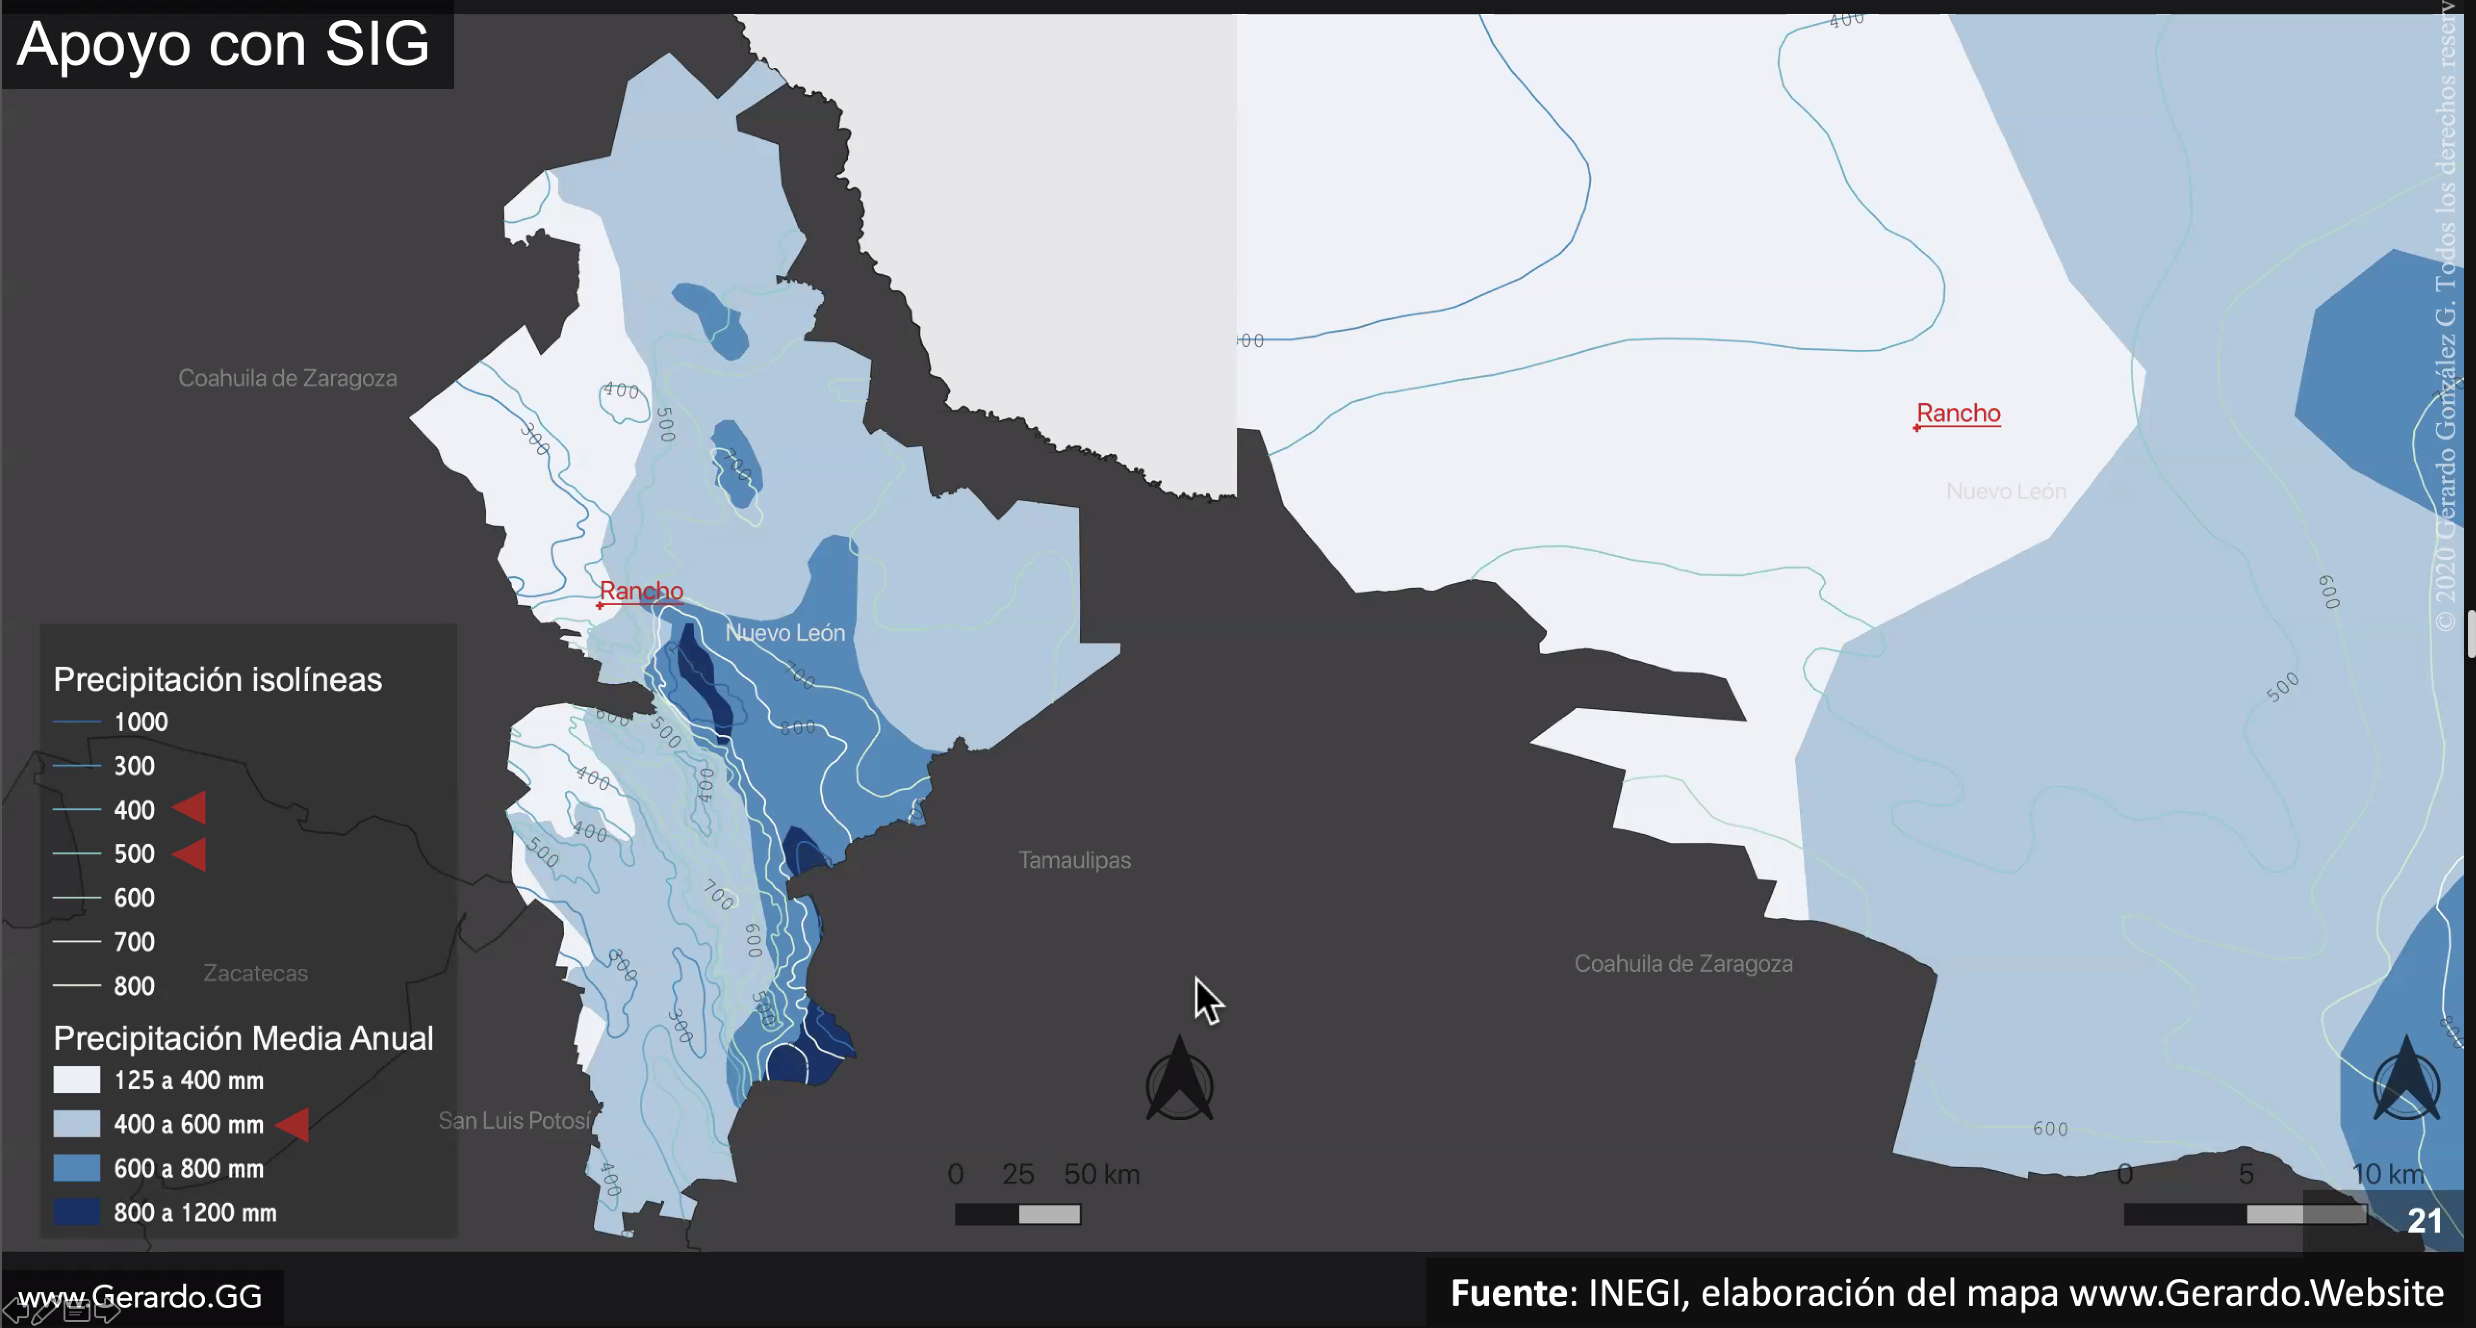 Apoyo con SIG
Coahuila de Zaragoza
400
500
300
700
Rancho
Nuevo León
700
800
600
500
400
400
400
500
700
600
300
500
300
400
Tamaulipas
Zacatecas
San Luis Potosí
Precipitación isolíneas
1000
300
400
500
600
700
800
Precipitación Media Anual
125 a 400 mm
400 a 600 mm
600 a 800 mm
800 a 1200 mm
0 25 50 km
400
Rancho
Nuevo León
600
500
Coahuila de Zaragoza
600
800
0 5 10 km
© 2020 Gerardo González G. Todos los derechos reserv
21
www.Gerardo.GG
Fuente: INEGI, elaboración del mapa www.Gerardo.Website